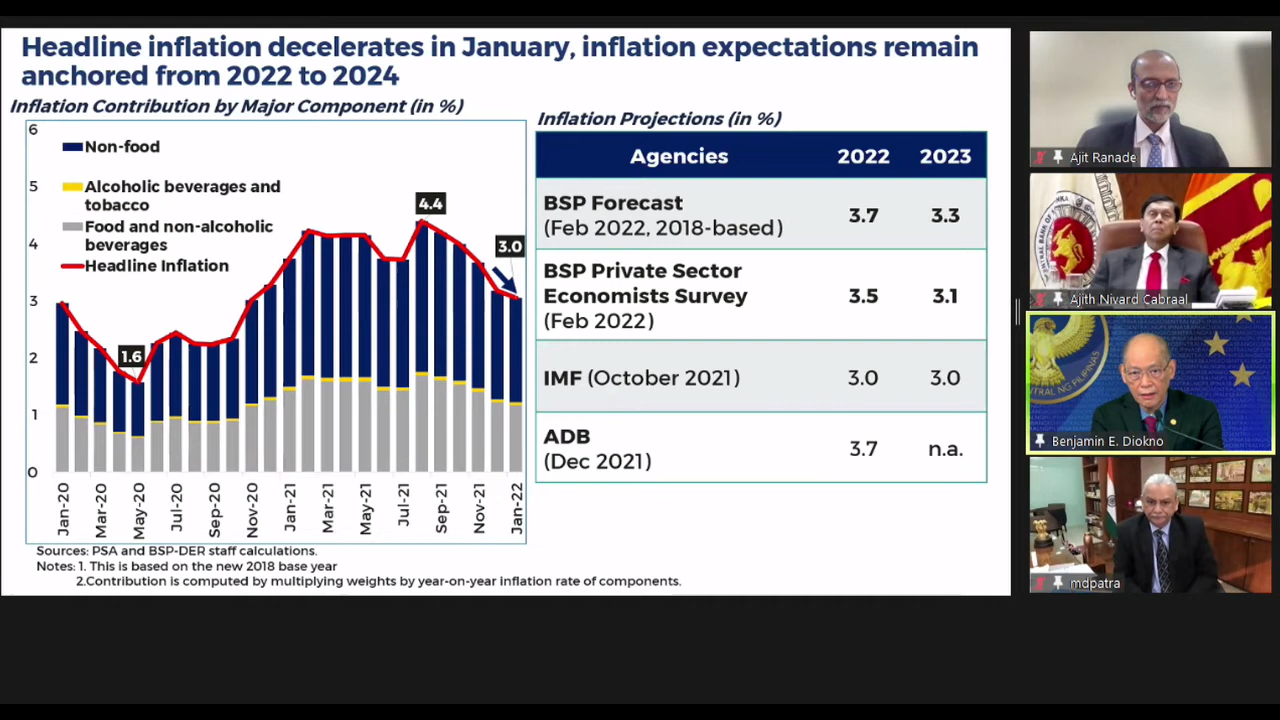 Headline inflation decelerates in January, inflation expectations remain
anchored from 2022 to 2024
Inflation Contribution by Major Component (in %)
6
5
4
3
2
1
0
Non-food
Alcoholic beverages and
tobacco
Food and non-alcoholic
beverages
Headline Inflation
1.6
4.4
3.0
Jan-20
Mar-20
May-20
Jul-20
Sep-20
Nov-20
Jan-21
Mar-21
May-21
Jul-21
Sep-21
Nov-21
Jan-22
Sources: PSA and BSP-DER staff calculations.
Notes: 1. This is based on the new 2018 base year
2.Contribution is computed by multiplying weights by year-on-year inflation rate of components.
Inflation Projections (in %)
Agencies 2022 2023
BSP Forecast
(Feb 2022, 2018-based) 3.7 3.3
BSP Private Sector
Economists Survey 3.5 3.1
(Feb 2022)
IMF (October 2021) 3.0 3.0
ADB
(Dec 2021) 3.7 n.a.
Ajit Ranade
Ajith Nivard Cabraal
Benjamin E. Diokno
mdpatra